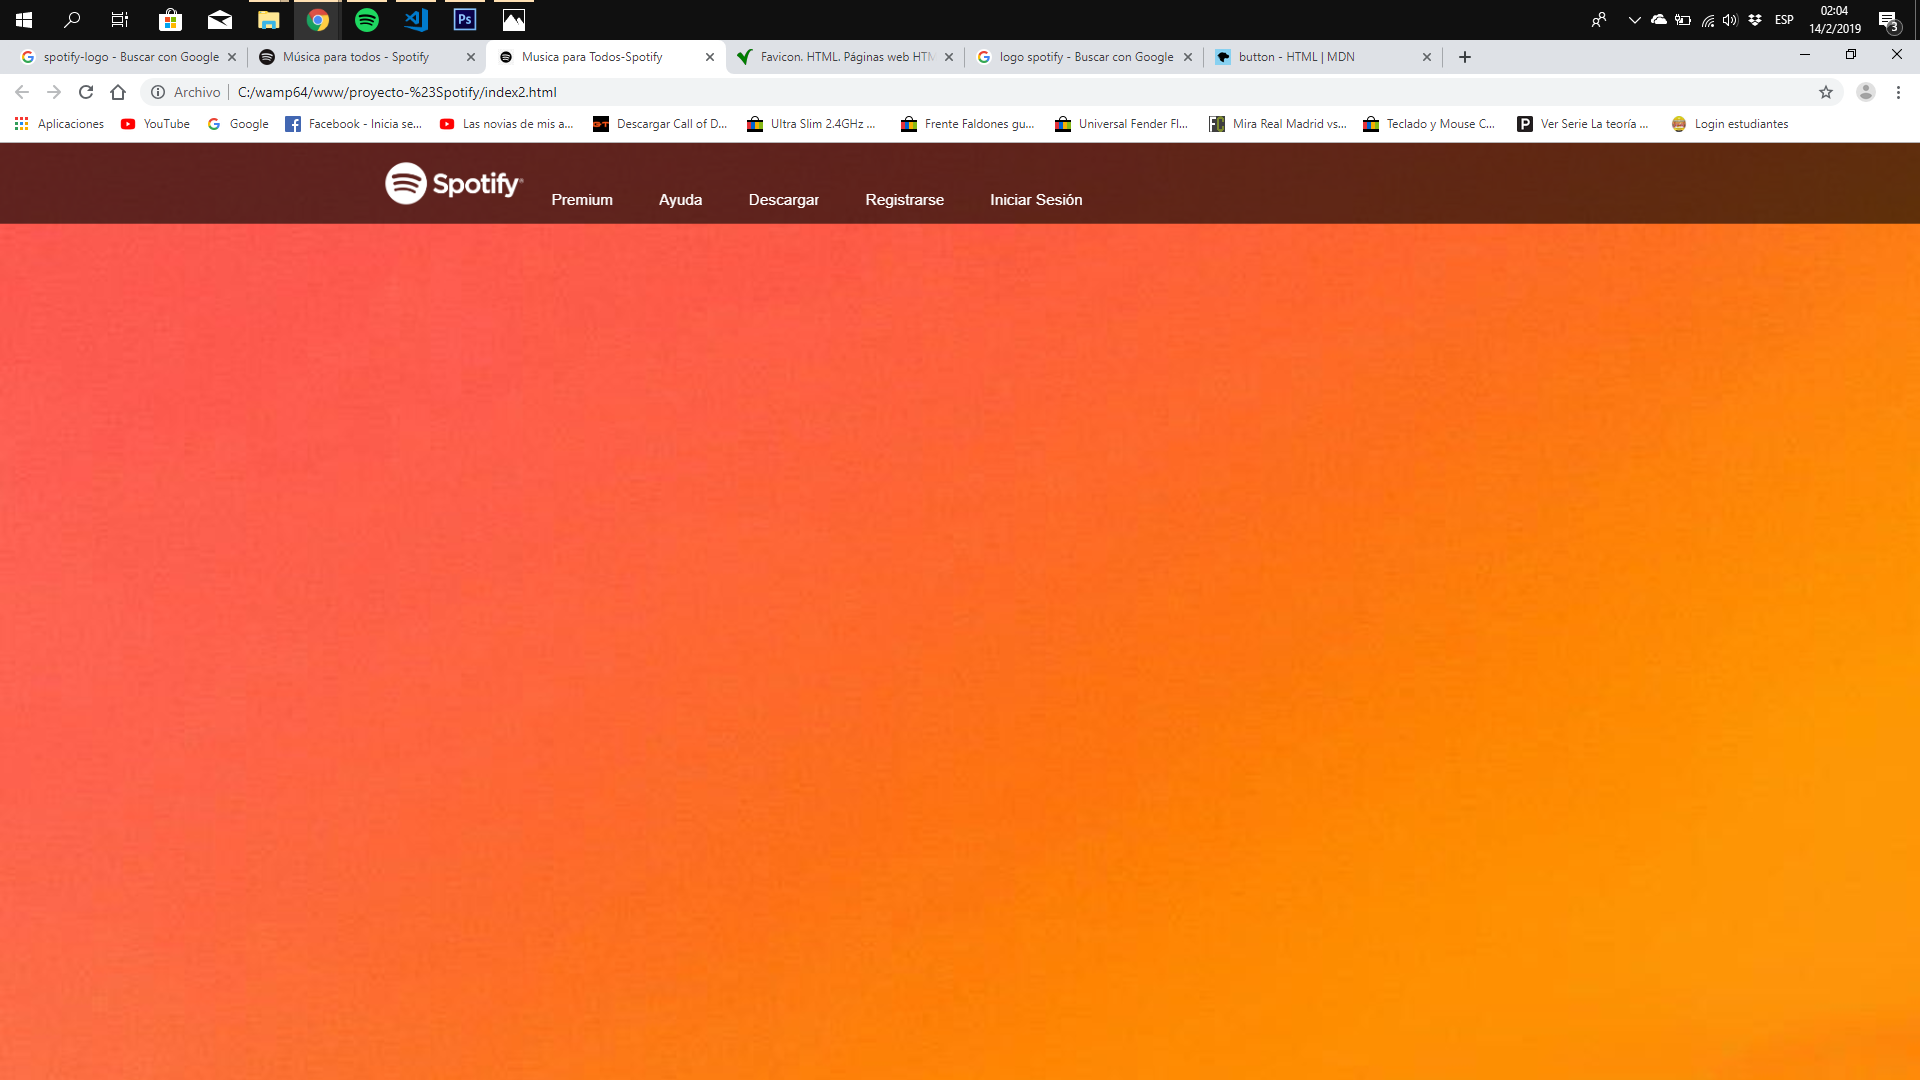 Ps
ESP
02:04
14/2/2019
3
spotify-logo - Buscar con Google
Música para todos - Spotify
Musica para Todos-Spotify
Favicon. HTML. Páginas web HTM
logo spotify - Buscar con Google
button - HTML | MDN
Archivo
C:/wamp64/www/proyecto-%23Spotify/index2.html
Aplicaciones
YouTube
Google
Facebook - Inicia se...
Las novias de mis a...
Descargar Call of D...
Ultra Slim 2.4GHz ...
Frente Faldones gu...
Universal Fender Fl...
Mira Real Madrid vs...
Teclado y Mouse C...
Ver Serie La teoría ...
Login estudiantes
Spotify®
Premium
Ayuda
Descargar
Registrarse
Iniciar Sesión